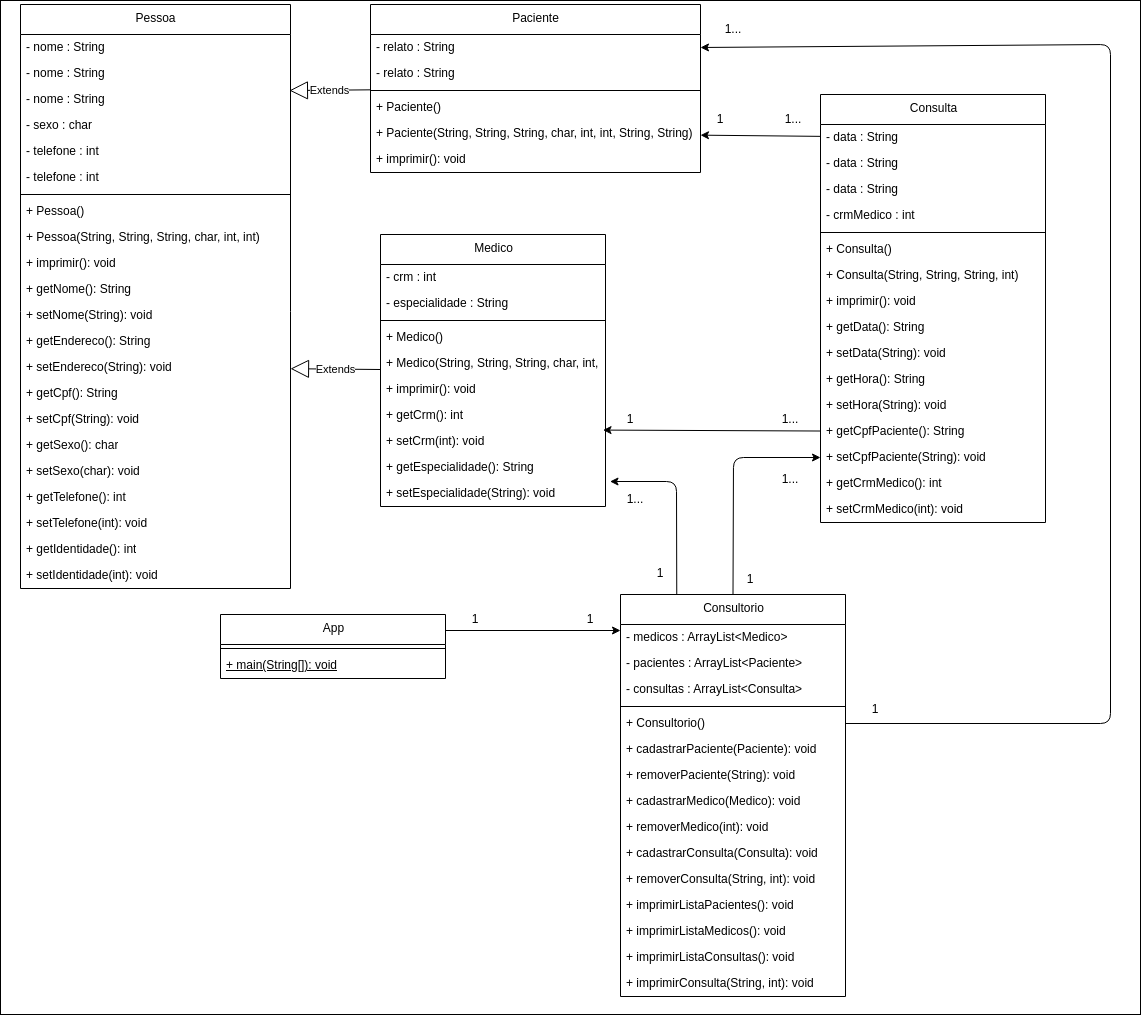 Pessoa
- nome : String
- nome : String
- nome : String
- sexo : char
- telefone : int
- telefone : int
+ Pessoa()
+ Pessoa(String, String, String, char, int, int)
+ imprimir(): void
+ getNome(): String
+ setNome(String): void
+ getEndereco(): String
+ setEndereco(String): void
+ getCpf(): String
+ setCpf(String): void
+ getSexo(): char
+ setSexo(char): void
+ getTelefone(): int
+ setTelefone(int): void
+ getIdentidade(): int
+ setIdentidade(int): void
Extends
Extends
Paciente
- relato : String
- relato : String
+ Paciente()
+ Paciente(String, String, String, char, int, int, String, String)
+ imprimir(): void
1...
1
1...
Medico
- crm : int
- especialidade : String
+ Medico()
+ Medico(String, String, String, char, int,
+ imprimir(): void
+ getCrm(): int
+ setCrm(int): void
+ getEspecialidade(): String
+ setEspecialidade(String): void
1
1...
1...
1...
1
1
Consulta
- data : String
- data : String
- data : String
- crmMedico : int
+ Consulta()
+ Consulta(String, String, String, int)
+ imprimir(): void
+ getData(): String
+ setData(String): void
+ getHora(): String
+ setHora(String): void
+ getCpfPaciente(): String
+ setCpfPaciente(String): void
+ getCrmMedico(): int
+ setCrmMedico(int): void
App
+ main(String[]): void
1
1
Consultorio
- medicos : ArrayList<Medico>
- pacientes : ArrayList<Paciente>
- consultas : ArrayList<Consulta>
+ Consultorio()
+ cadastrarPaciente(Paciente): void
+ removerPaciente(String): void
+ cadastrarMedico(Medico): void
+ removerMedico(int): void
+ cadastrarConsulta(Consulta): void
+ removerConsulta(String, int): void
+ imprimirListaPacientes(): void
+ imprimirListaMedicos(): void
+ imprimirListaConsultas(): void
+ imprimirConsulta(String, int): void
1